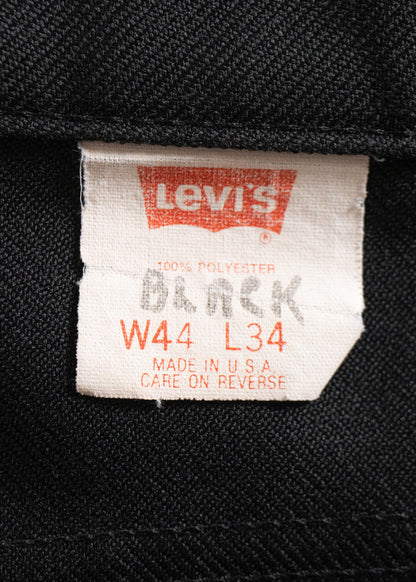 Levi's
®
100% POLYESTER
BLACK
W44 L34
MADE IN U.S.A.
CARE ON REVERSE